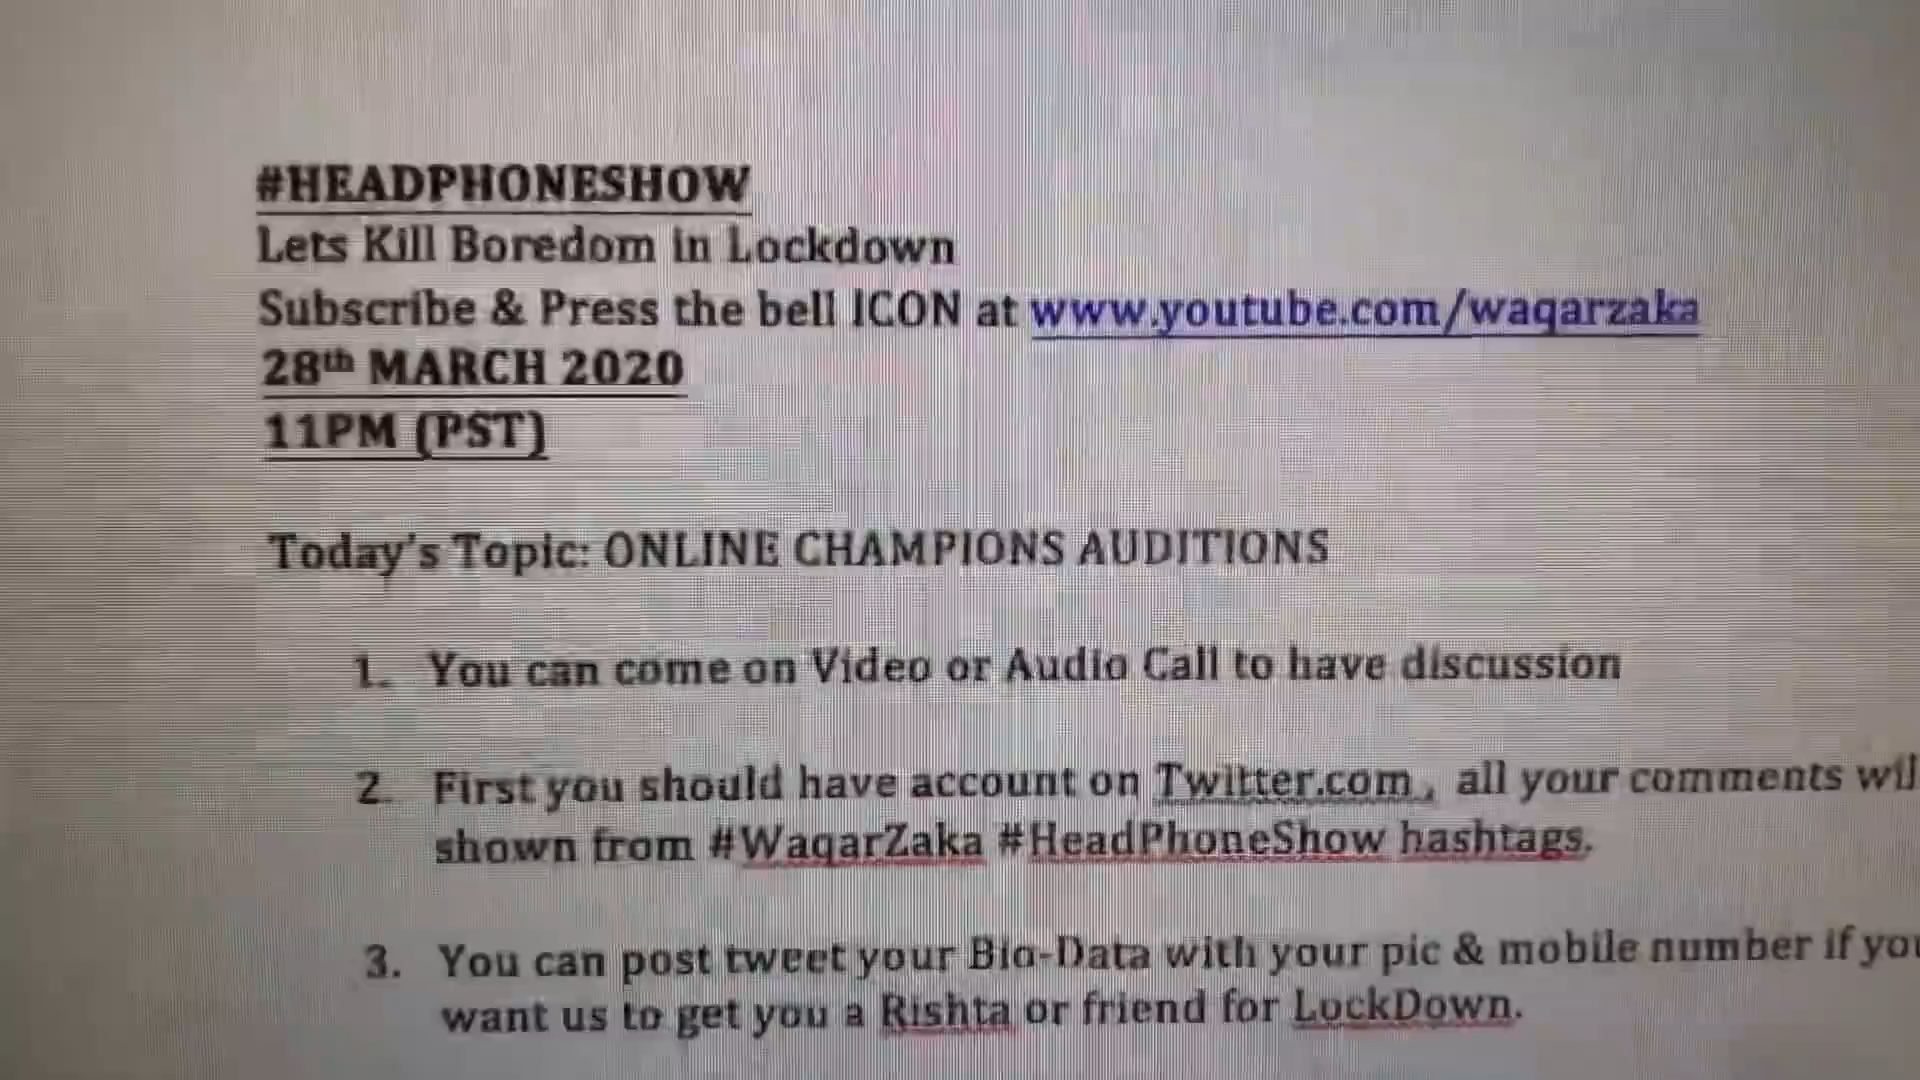 #HEADPHONESHOW
Lets Kill Boredom in Lockdown
Subscribe & Press the bell ICON at www.youtube.com/waqarzaka
28th MARCH 2020
11PM (PST)
Today's Topic: ONLINE CHAMPIONS AUDITIONS
1. You can come on Video or Audio Call to have discussion
2. First you should have account on Twitter.com, all your comments
shown from #WaqarZaka #HeadPhoneShow hashtags.
3. You can post tweet your Bio-Data with your pic & mobile number if you
want us to get you a Rishta or friend for LockDown.